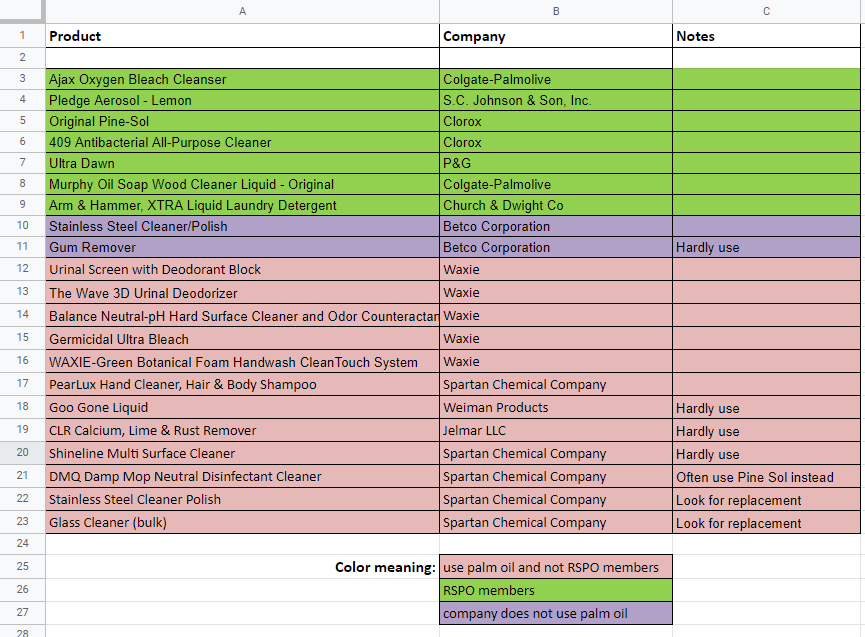 A B C
1 Product Company Notes
2
3 Ajax Oxygen Bleach Cleanser Colgate-Palmolive
4 Pledge Aerosol - Lemon S.C. Johnson & Son, Inc.
5 Original Pine-Sol Clorox
6 409 Antibacterial All-Purpose Cleaner Clorox
7 Ultra Dawn P&G
8 Murphy Oil Soap Wood Cleaner Liquid - Original Colgate-Palmolive
9 Arm & Hammer, XTRA Liquid Laundry Detergent Church & Dwight Co
10 Stainless Steel Cleaner/Polish Betco Corporation
11 Gum Remover Betco Corporation Hardly use
12 Urinal Screen with Deodorant Block Waxie
13 The Wave 3D Urinal Deodorizer Waxie
14 Balance Neutral-pH Hard Surface Cleaner and Odor Counteractan Waxie
15 Germicidal Ultra Bleach Waxie
16 WAXIE-Green Botanical Foam Handwash CleanTouch System Waxie
17 PearLux Hand Cleaner, Hair & Body Shampoo Spartan Chemical Company
18 Goo Gone Liquid Weiman Products Hardly use
19 CLR Calcium, Lime & Rust Remover Jelmar LLC Hardly use
20 Shineline Multi Surface Cleaner Spartan Chemical Company Hardly use
21 DMQ Damp Mop Neutral Disinfectant Cleaner Spartan Chemical Company Often use Pine Sol instead
22 Stainless Steel Cleaner Polish Spartan Chemical Company Look for replacement
23 Glass Cleaner (bulk) Spartan Chemical Company Look for replacement
24
25 Color meaning: use palm oil and not RSPO members
26 RSPO members
27 company does not use palm oil
28